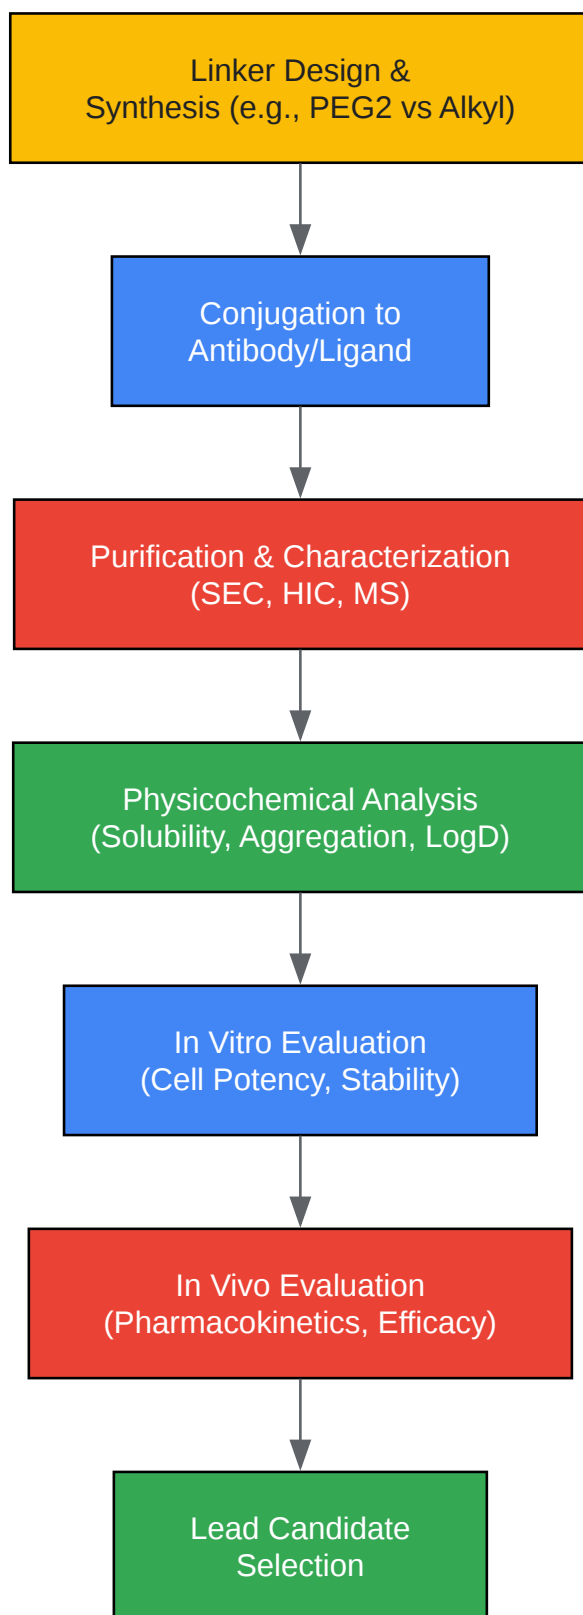 Linker Design &
Synthesis (e.g., PEG2 vs Alkyl)
Conjugation to
Antibody/Ligand
Purification & Characterization
(SEC, HIC, MS)
Physicochemical Analysis
(Solubility, Aggregation, LogD)
In Vitro Evaluation
(Cell Potency, Stability)
In Vivo Evaluation
(Pharmacokinetics, Efficacy)
Lead Candidate
Selection